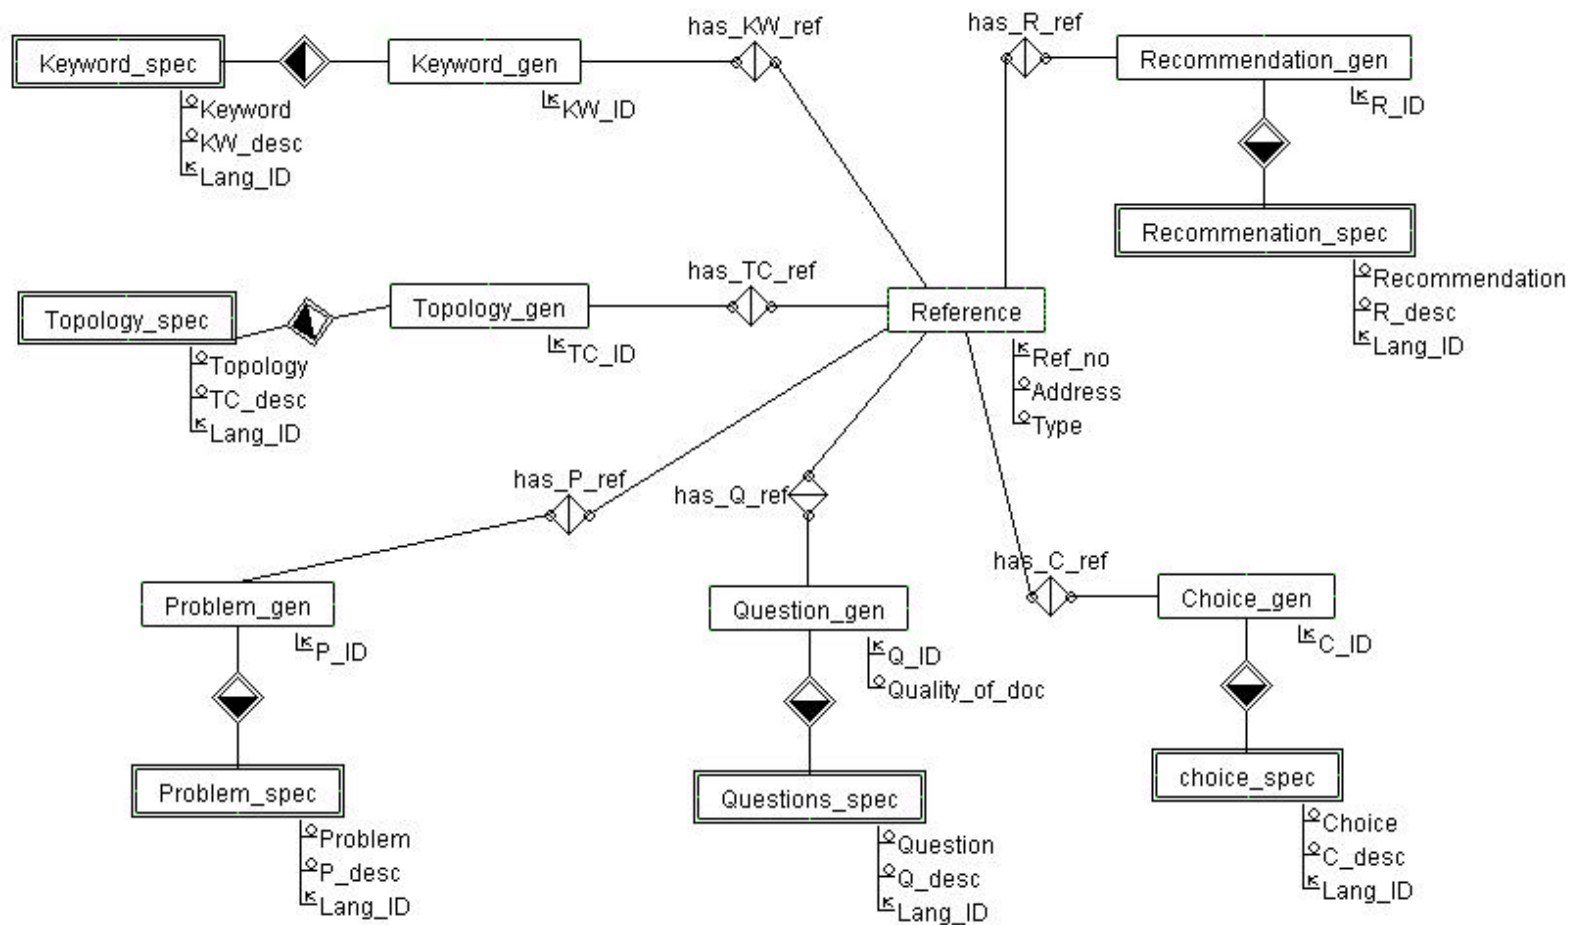 has_KW_ref
has_R_ref
Keyword_spec
Keyword_gen
Recommendation_gen
Keyword
KW_desc
Lang_ID
KW_ID
R_ID
Recommenation_spec
has_TC_ref
Topology_spec
Topology_gen
Reference
Recommendation
R_desc
Lang_ID
Topology
TC_desc
Lang_ID
TC_ID
Ref_no
Address
Type
has_P_ref
has_Q_ref
has_C_ref
Problem_gen
Question_gen
Choice_gen
P_ID
Q_ID
Quality_of_doc
C_ID
Problem_spec
Questions_spec
choice_spec
Problem
P_desc
Lang_ID
Question
Q_desc
Lang_ID
Choice
C_desc
Lang_ID